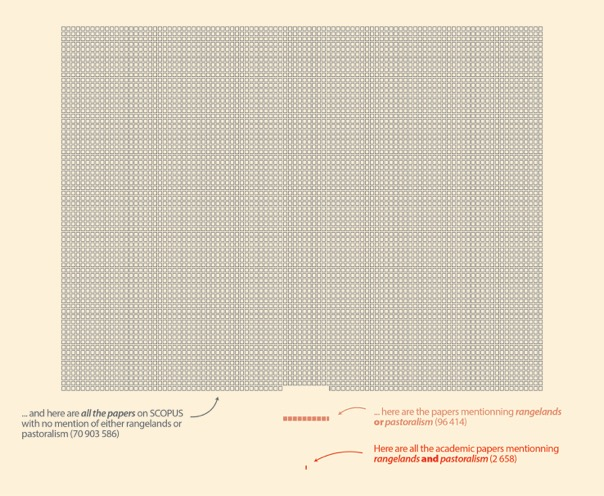 ... and here are all the papers on SCOPUS
with no mention of either rangelands or
pastoralism (70 903 586)
... here are the papers mentionning rangelands
or pastoralism (96 414)
Here are all the academic papers mentionning
rangelands and pastoralism (2 658)